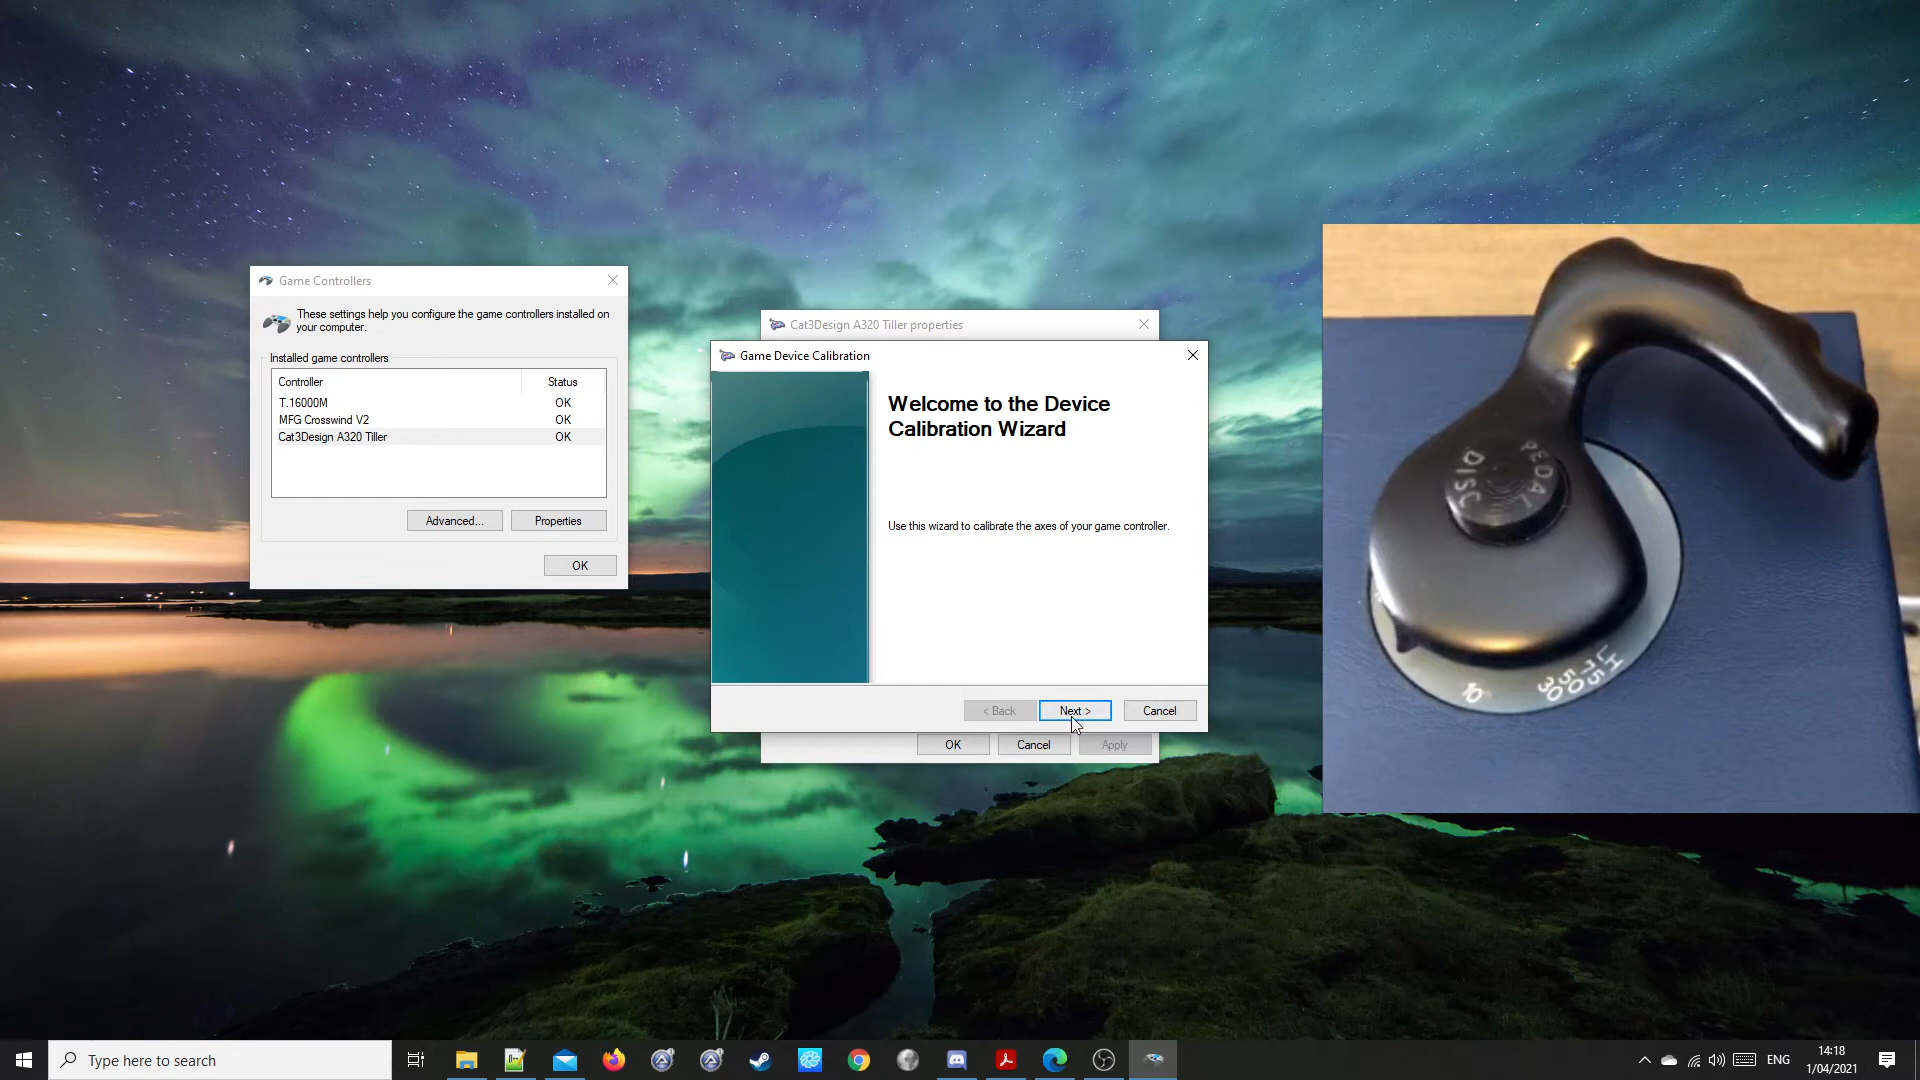 Game Controllers
These settings help you configure the game controllers installed on
your computer.
Installed game controllers
Controller Status
T.16000M OK
MFG Crosswind V2 OK
Cat3Design A320 Tiller OK
Advanced...
Properties
OK
Cat3Design A320 Tiller properties
Game Device Calibration
Welcome to the Device
Calibration Wizard
Use this wizard to calibrate the axes of your game controller.
< Back
Next >
Cancel
OK
Cancel
Apply
PEDAL
DISC
10
30
50
75
Type here to search
ENG
14:18
1/04/2021